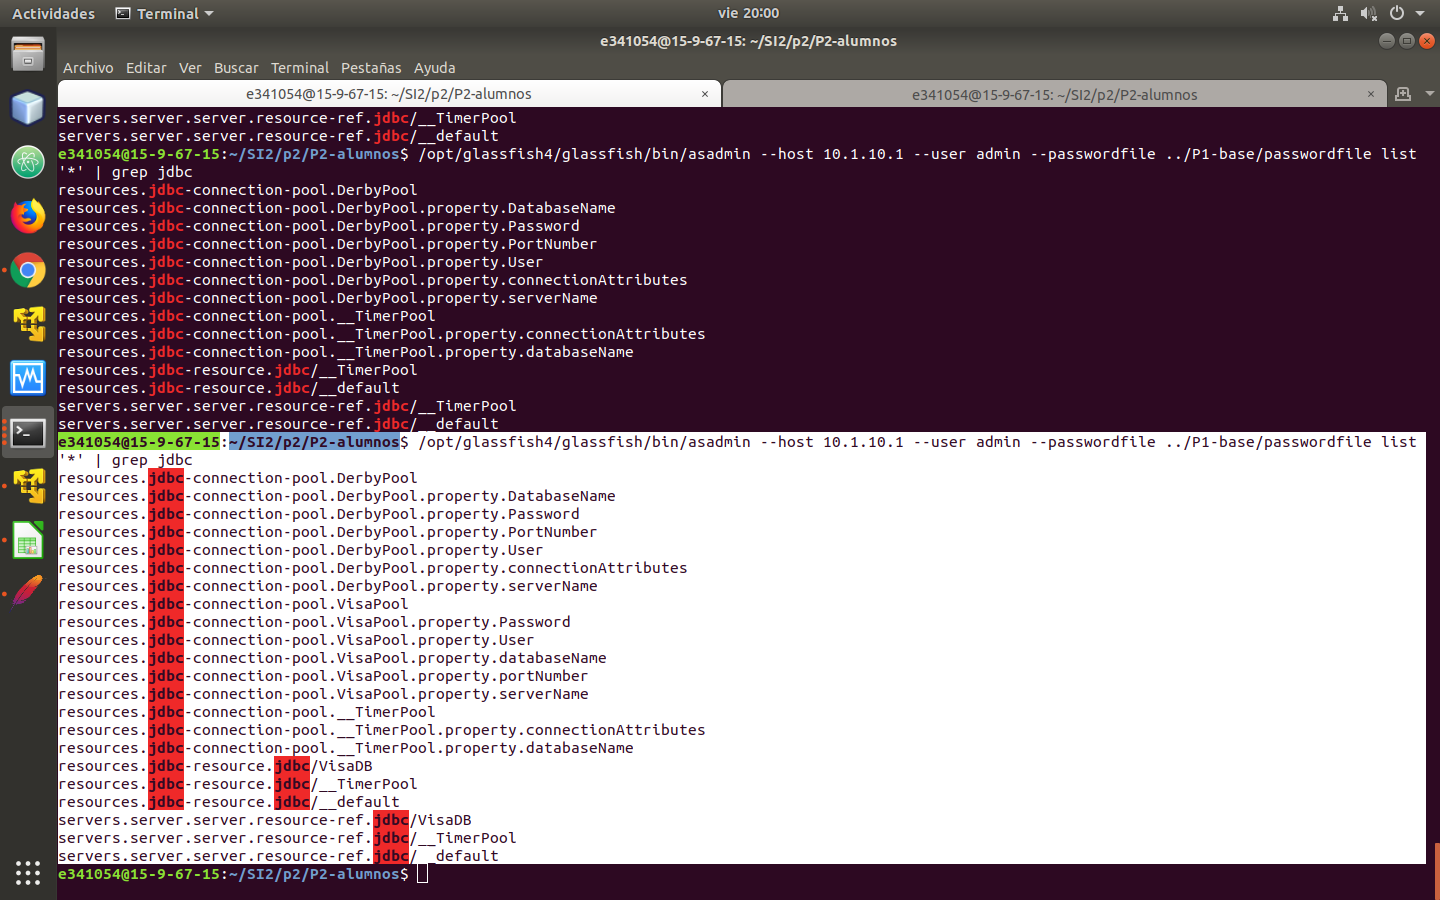 Actividades
Terminal
vie 20:00
e341054@15-9-67-15: ~/SI2/p2/P2-alumnos
Archivo Editar Ver Buscar Terminal Pestañas Ayuda
e341054@15-9-67-15: ~/SI2/p2/P2-alumnos ×
e341054@15-9-67-15: ~/SI2/p2/P2-alumnos ×
servers.server.server.resource-ref.jdbc/__TimerPool
servers.server.server.resource-ref.jdbc/__default
e341054@15-9-67-15:~/SI2/p2/P2-alumnos$ /opt/glassfish4/glassfish/bin/asadmin --host 10.1.10.1 --user admin --passwordfile ../P1-base/passwordfile list
'*' | grep jdbc
resources.jdbc-connection-pool.DerbyPool
resources.jdbc-connection-pool.DerbyPool.property.DatabaseName
resources.jdbc-connection-pool.DerbyPool.property.Password
resources.jdbc-connection-pool.DerbyPool.property.PortNumber
resources.jdbc-connection-pool.DerbyPool.property.User
resources.jdbc-connection-pool.DerbyPool.property.connectionAttributes
resources.jdbc-connection-pool.DerbyPool.property.serverName
resources.jdbc-connection-pool.__TimerPool
resources.jdbc-connection-pool.__TimerPool.property.connectionAttributes
resources.jdbc-connection-pool.__TimerPool.property.databaseName
resources.jdbc-resource.jdbc/__TimerPool
resources.jdbc-resource.jdbc/__default
servers.server.server.resource-ref.jdbc/__TimerPool
servers.server.server.resource-ref.jdbc/__default
e341054@15-9-67-15:~/SI2/p2/P2-alumnos$ /opt/glassfish4/glassfish/bin/asadmin --host 10.1.10.1 --user admin --passwordfile ../P1-base/passwordfile list
'*' | grep jdbc
resources.jdbc-connection-pool.DerbyPool
resources.jdbc-connection-pool.DerbyPool.property.DatabaseName
resources.jdbc-connection-pool.DerbyPool.property.Password
resources.jdbc-connection-pool.DerbyPool.property.PortNumber
resources.jdbc-connection-pool.DerbyPool.property.User
resources.jdbc-connection-pool.DerbyPool.property.connectionAttributes
resources.jdbc-connection-pool.DerbyPool.property.serverName
resources.jdbc-connection-pool.VisaPool
resources.jdbc-connection-pool.VisaPool.property.Password
resources.jdbc-connection-pool.VisaPool.property.User
resources.jdbc-connection-pool.VisaPool.property.databaseName
resources.jdbc-connection-pool.VisaPool.property.portNumber
resources.jdbc-connection-pool.VisaPool.property.serverName
resources.jdbc-connection-pool.__TimerPool
resources.jdbc-connection-pool.__TimerPool.property.connectionAttributes
resources.jdbc-connection-pool.__TimerPool.property.databaseName
resources.jdbc-resource.jdbc/VisaDB
resources.jdbc-resource.jdbc/__TimerPool
resources.jdbc-resource.jdbc/__default
servers.server.server.resource-ref.jdbc/VisaDB
servers.server.server.resource-ref.jdbc/__TimerPool
servers.server.server.resource-ref.jdbc/__default
e341054@15-9-67-15:~/SI2/p2/P2-alumnos$